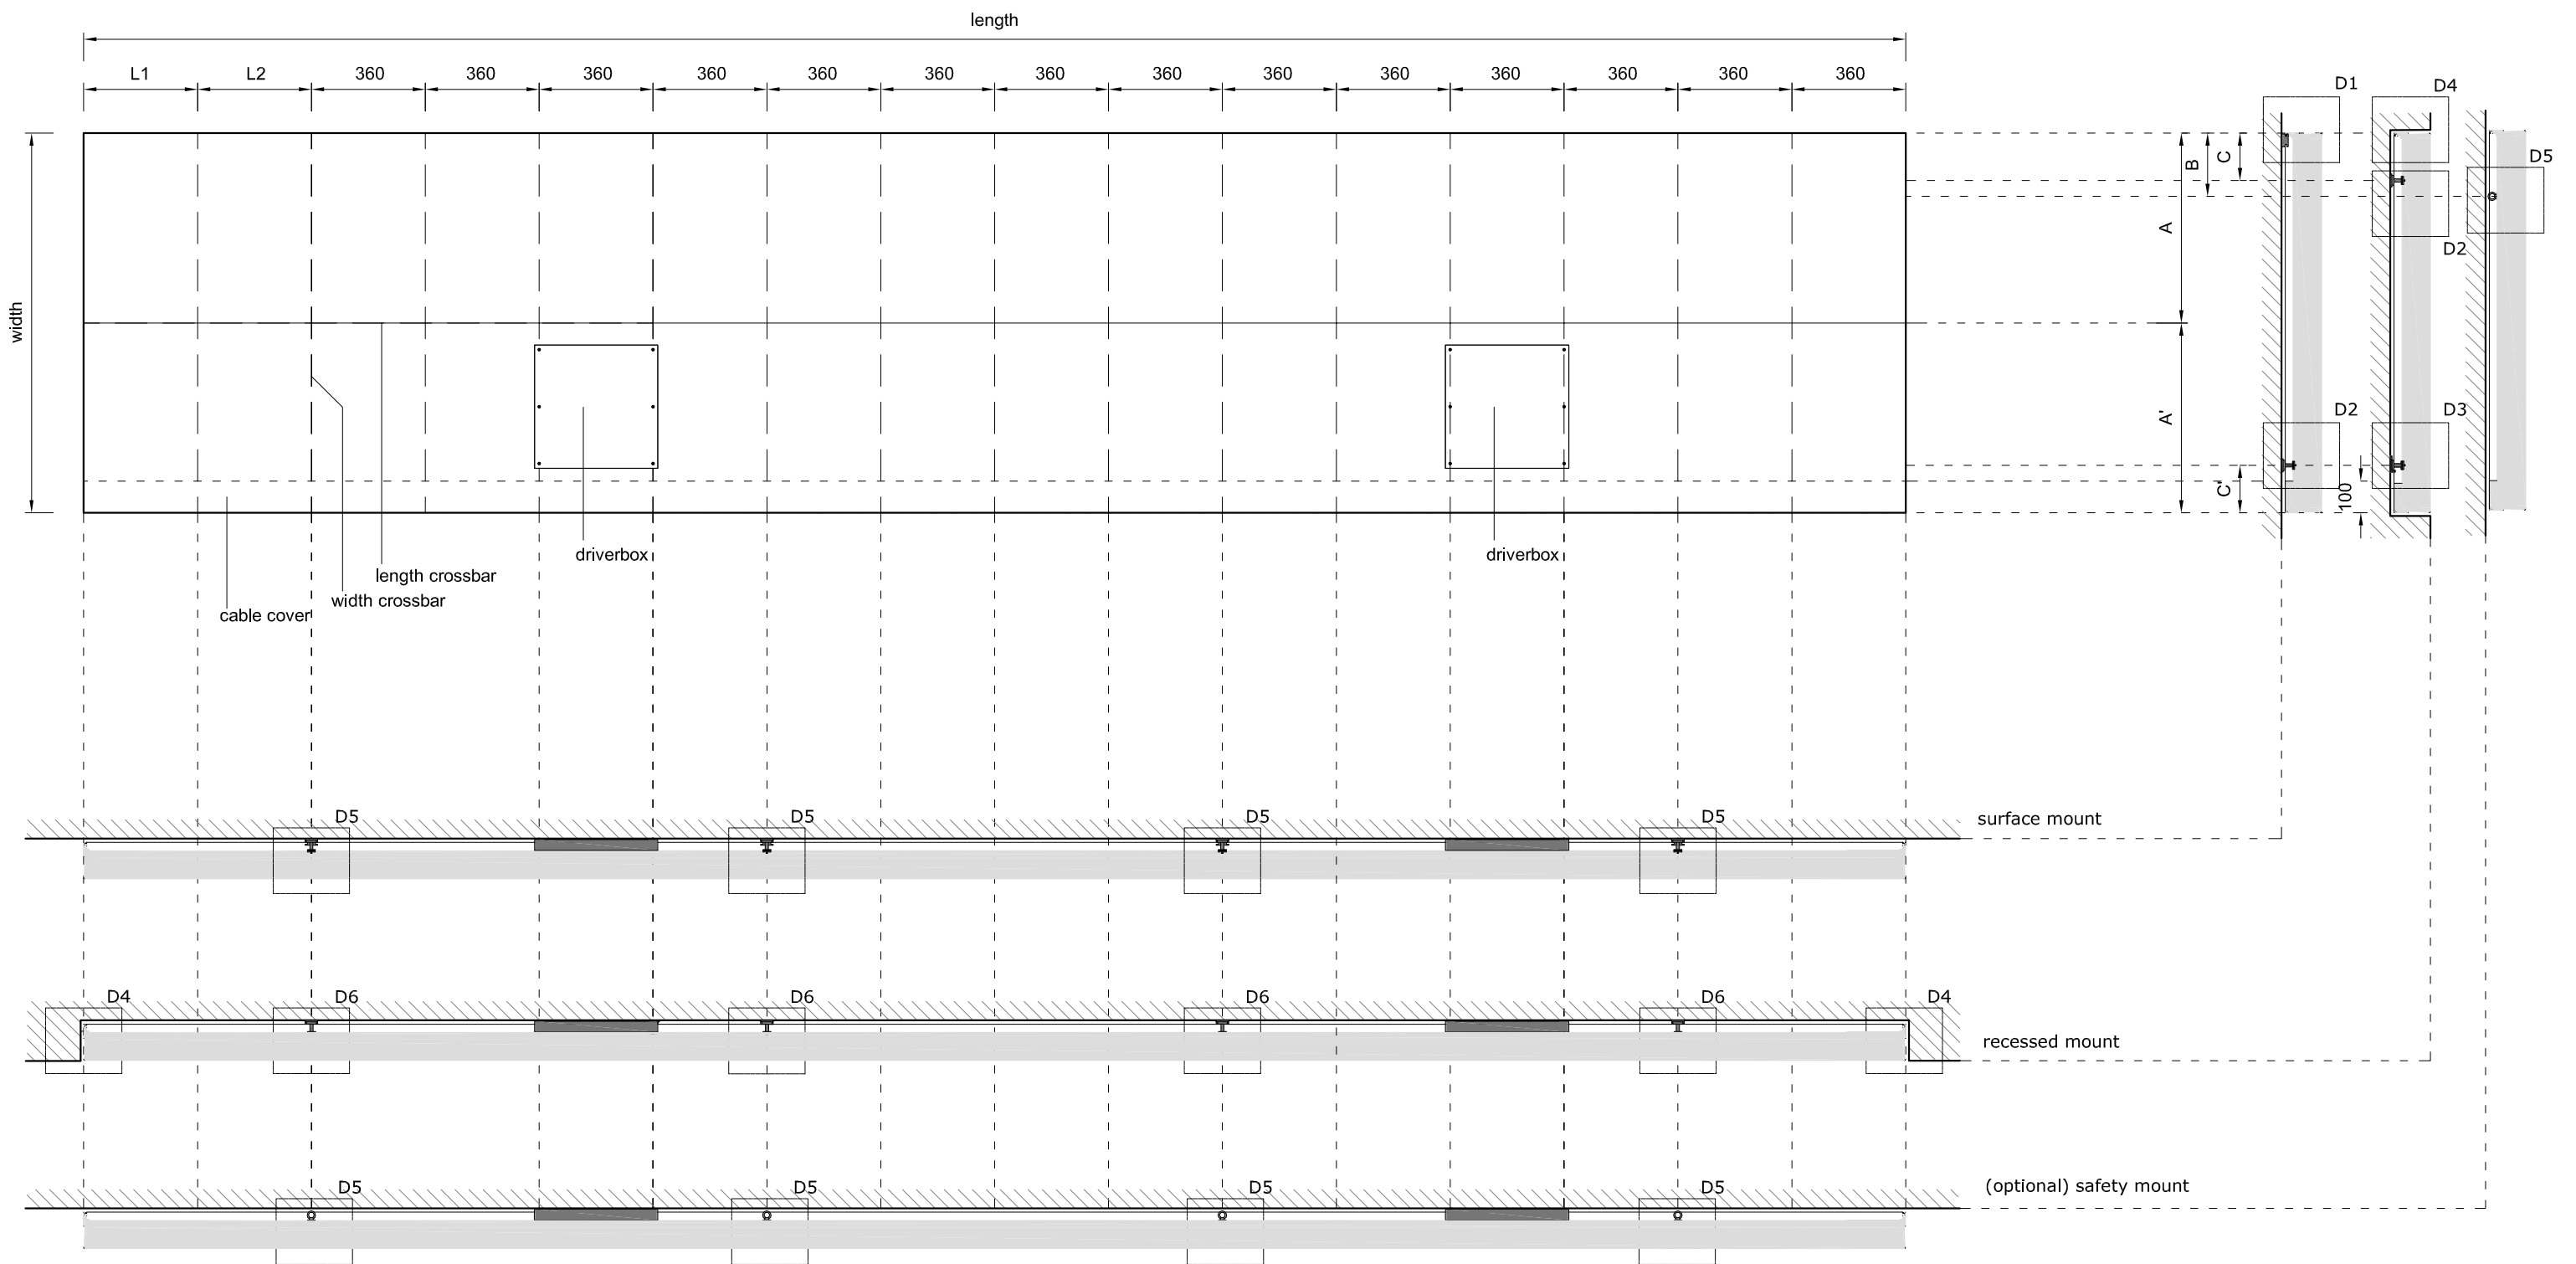 length
L1 L2 360 360 360 360 360 360 360 360 360 360 360 360 360 360
D1 D4
B C
D5
A
D2
width
D2 D3
A'
C' 100
driverbox driverbox
length crossbar
width crossbar
cable cover
D5 D5 D5 D5
surface mount
D4 D6 D6 D6 D6 D4
recessed mount
D5 D5 D5 D5
(optional) safety mount